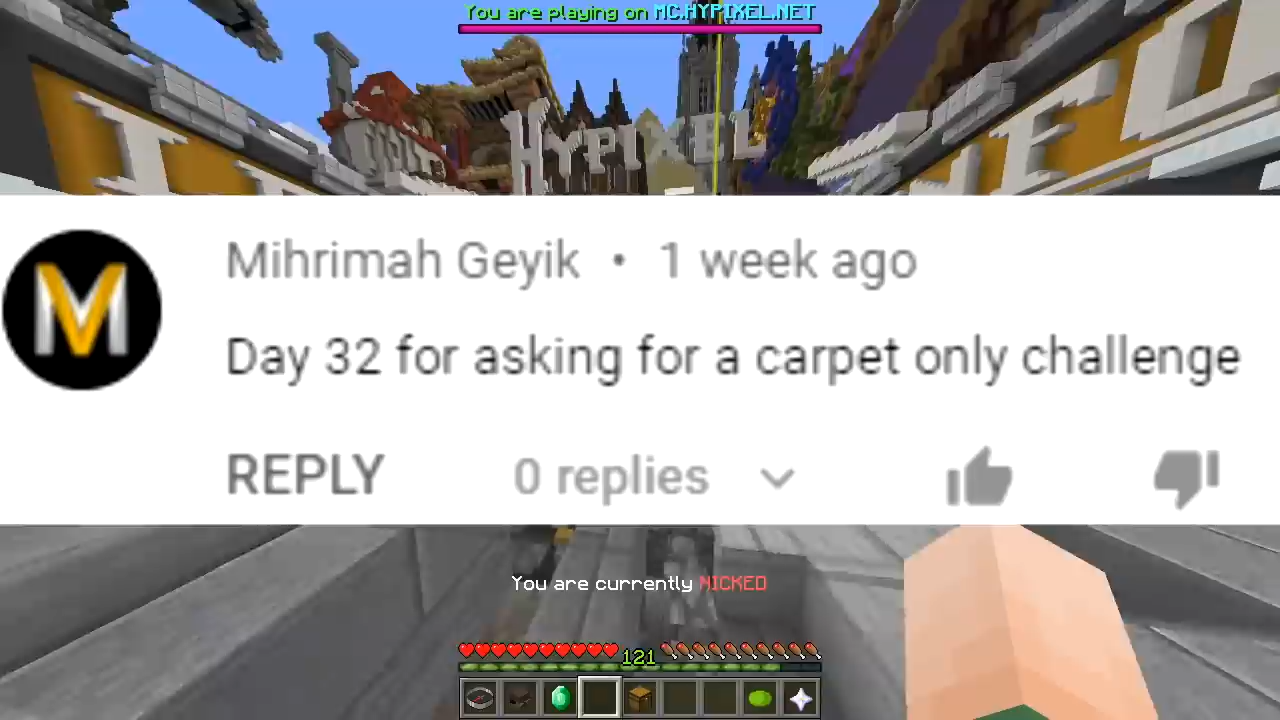 You are playing on MC.HYPIXEL.NET
HYPIXEL
Mihrimah Geyik • 1 week ago
Day 32 for asking for a carpet only challenge
REPLY 0 replies
You are currently NICKED
121